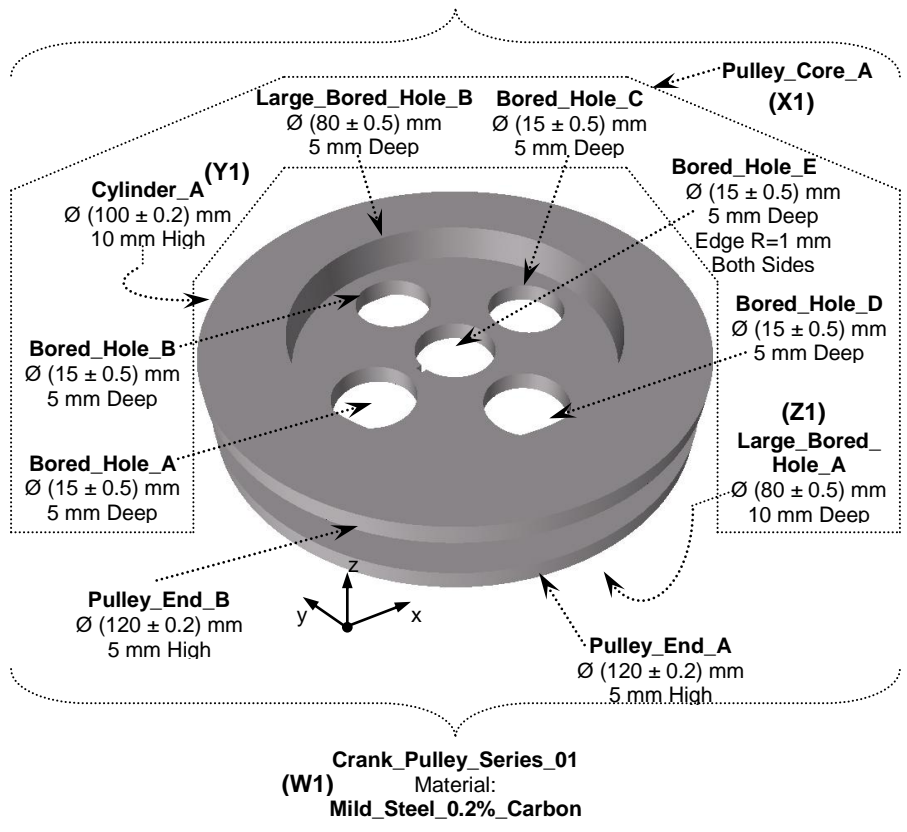 Pulley_Core_A
(X1)
Large_Bored_Hole_B
Ø (80 ± 0.5) mm
5 mm Deep
Bored_Hole_C
Ø (15 ± 0.5) mm
5 mm Deep
(Y1)
Cylinder_A
Ø (100 ± 0.2) mm
10 mm High
Bored_Hole_E
Ø (15 ± 0.5) mm
5 mm Deep
Edge R=1 mm
Both Sides
Bored_Hole_B
Ø (15 ± 0.5) mm
5 mm Deep
Bored_Hole_D
Ø (15 ± 0.5) mm
5 mm Deep
Bored_Hole_A
Ø (15 ± 0.5) mm
5 mm Deep
(Z1)
Large_Bored_
Hole_A
Ø (80 ± 0.5) mm
10 mm Deep
Pulley_End_B
Ø (120 ± 0.2) mm
5 mm High
z
y
x
Pulley_End_A
Ø (120 ± 0.2) mm
5 mm High
Crank_Pulley_Series_01
(W1)
Material:
Mild_Steel_0.2%_Carbon